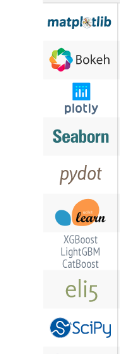 matplotlib
Bokeh
plotly
Seaborn
pydot
learn
XGBoost
LightGBM
CatBoost
eli5
SciPy